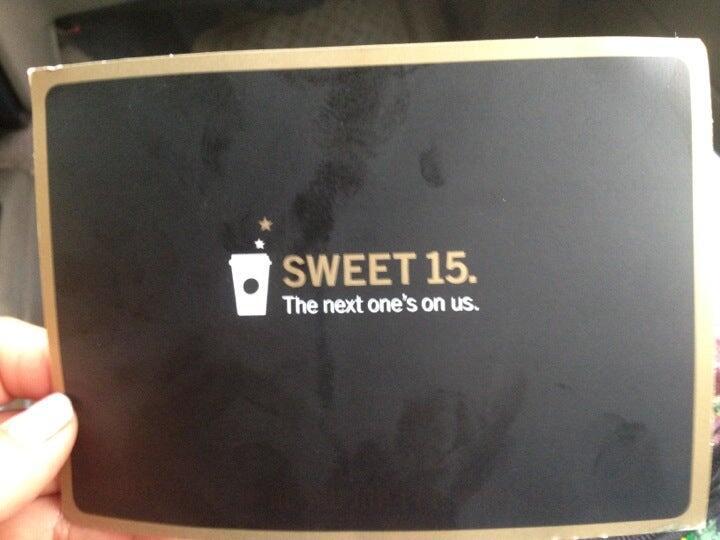 SWEET 15.
The next one's on us.